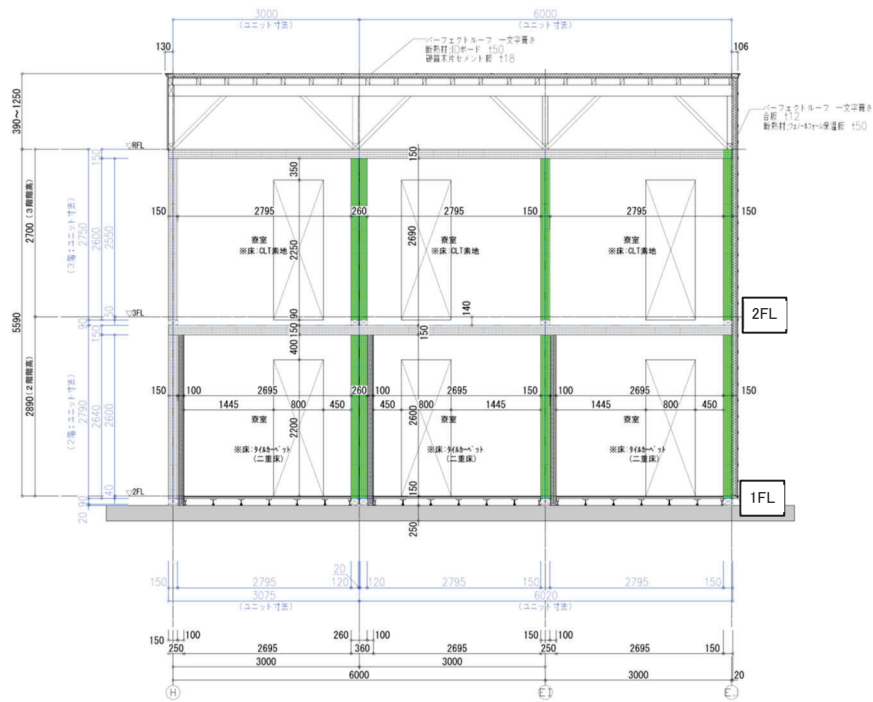 3000
6000
(ユニット寸法)
(ユニット寸法)
パーフェクトルーフ 一文字葺き
断熱材:IDボード t50
硬質木片セメント板 t18
130
106
パーフェクトルーフ 一文字葺き
合板 t12
断熱材:フェノールフォーム保温板 t50
390~1250
▽RFL
150
350
150
2700(3階階高)
(3階:ユニット寸法)
2750
2600
2550
150
2795
260
2795
150
2795
150
寮室
※床:CLT素地
2250
2690
寮室
※床:CLT素地
寮室
※床:CLT素地
5590
50
▽3FL
90
90
140
2FL
150
150
150
400
2890(2階階高)
(2階:ユニット寸法)
2790
2640
2600
150
100
2695
260
100
2695
150
100
2695
150
1445
800
450
450
800
1445
1445
800
450
寮室
寮室
寮室
2200
2600
※床:タイルカーペット
(二重床)
※床:タイルカーペット
(二重床)
※床:タイルカーペット
(二重床)
40
150
▽2FL
90
20
1FL
250
20
150
2795
120
120
2795
150
2795
150
3075
6020
(ユニット寸法)
(ユニット寸法)
150
100
260
100
150
100
250
2695
360
2695
250
2695
150
3000
3000
6000
3000
20
H